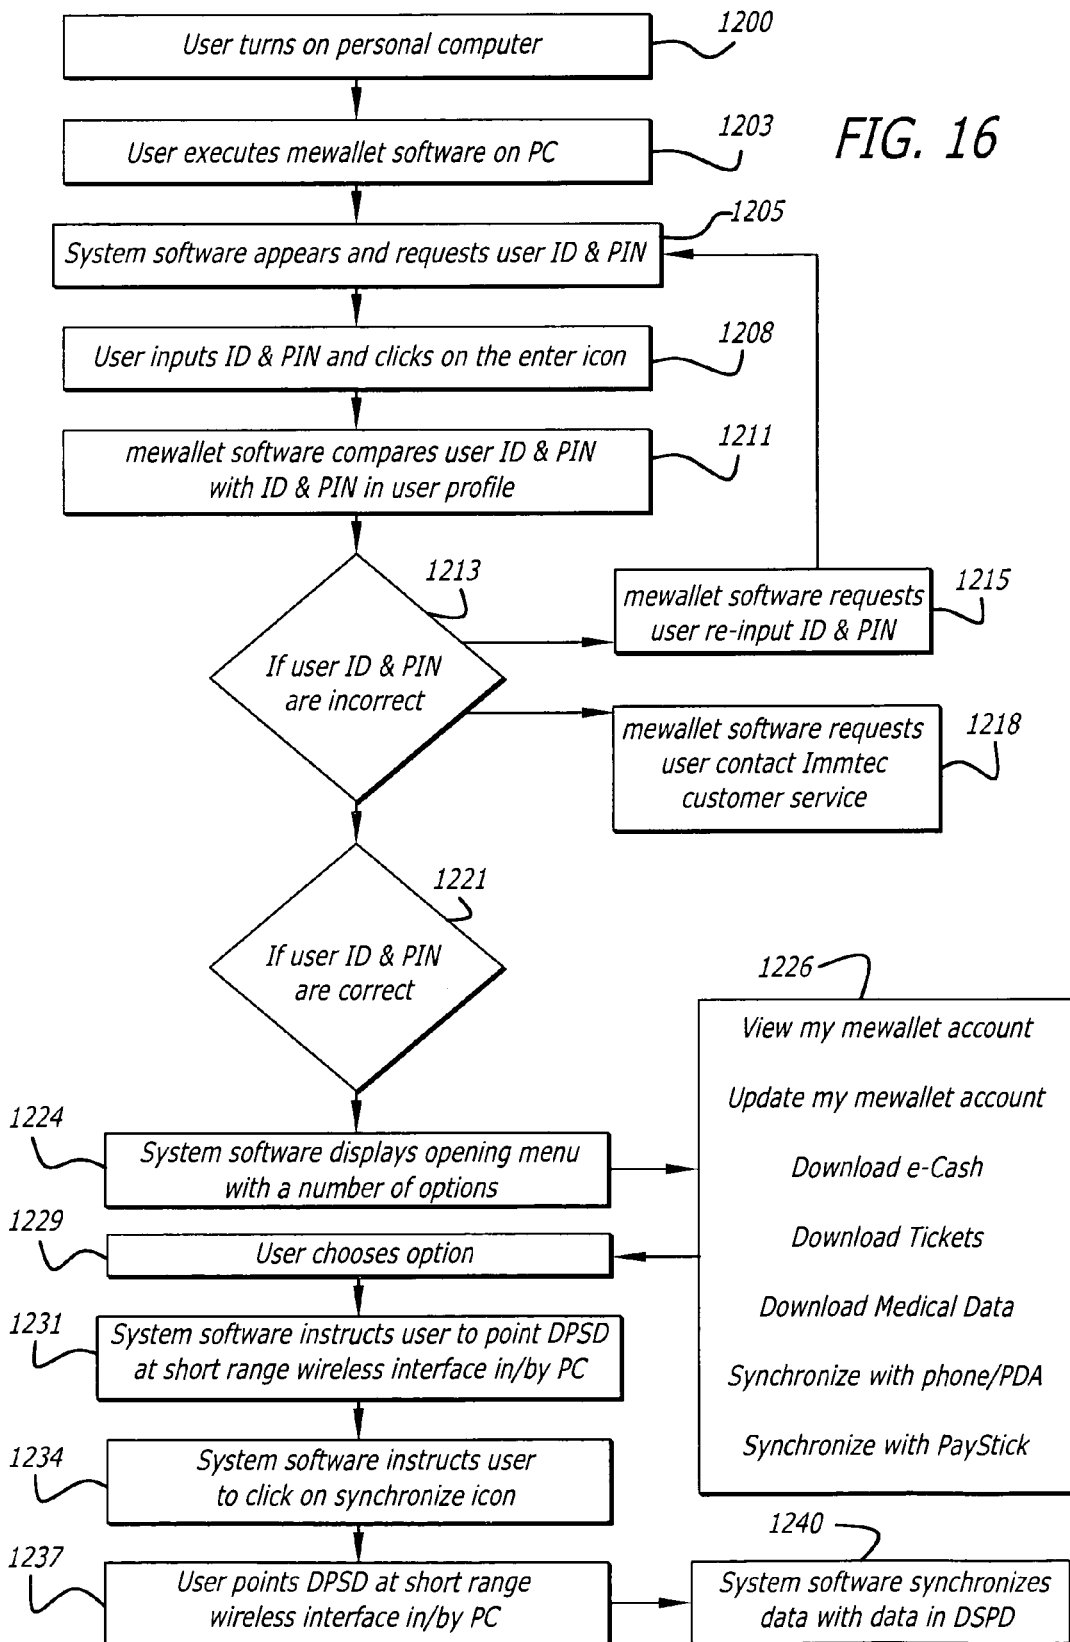 User turns on personal computer
1200
User executes mewallet software on PC
1203
FIG. 16
System software appears and requests user ID & PIN
1205
User inputs ID & PIN and clicks on the enter icon
1208
mewallet software compares user ID & PIN
with ID & PIN in user profile
1211
1213
If user ID & PIN
are incorrect
mewallet software requests
user re-input ID & PIN
1215
mewallet software requests
user contact Immtec
customer service
1218
1221
If user ID & PIN
are correct
1224
System software displays opening menu
with a number of options
1226
View my mewallet account
Update my mewallet account
Download e-Cash
Download Tickets
Download Medical Data
Synchronize with phone/PDA
Synchronize with PayStick
1229
User chooses option
1231
System software instructs user to point DPSD
at short range wireless interface in/by PC
1234
System software instructs user
to click on synchronize icon
1237
User points DPSD at short range
wireless interface in/by PC
1240
System software synchronizes
data with data in DSPD